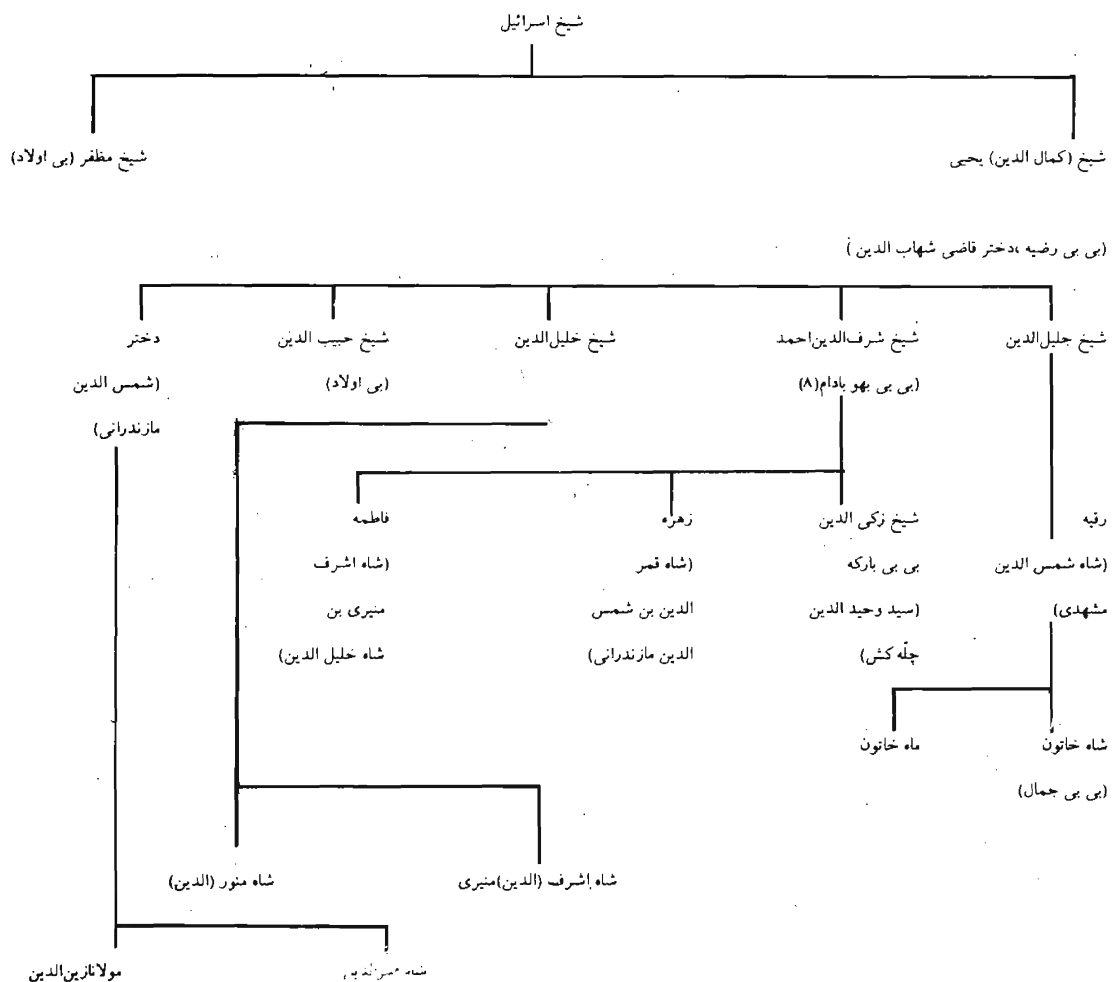 شیخ اسرائیل
شیخ (کمال الدین) یحیی
شیخ مظفر (بی اولاد)
(بی بی رضیه ،دختر قاضی شهاب الدین )
شیخ جلیل‌الدین
شیخ شرف‌الدین‌احمد
(بی بی بهو بادام(۸)
شیخ خلیل‌الدین
شیخ حبیب الدین
(بی اولاد)
دختر
(شمس الدین
مازندرانی)
رقیه
(شاه شمس الدین
مشهدی)
شیخ زکی الدین
بی بی بارکه
(سید وحید الدین
چلّه کش)
زهره
(شاه قمر
الدین بن شمس
الدین مازندرانی)
فاطمه
(شاه اشرف
منیری بن
شاه خلیل الدین)
شاه خاتون
(بی بی جمال)
ماه خاتون
شاه اشرف (الدین)منیری
شاه منور (الدین)
شاه
مولانازین‌الدین